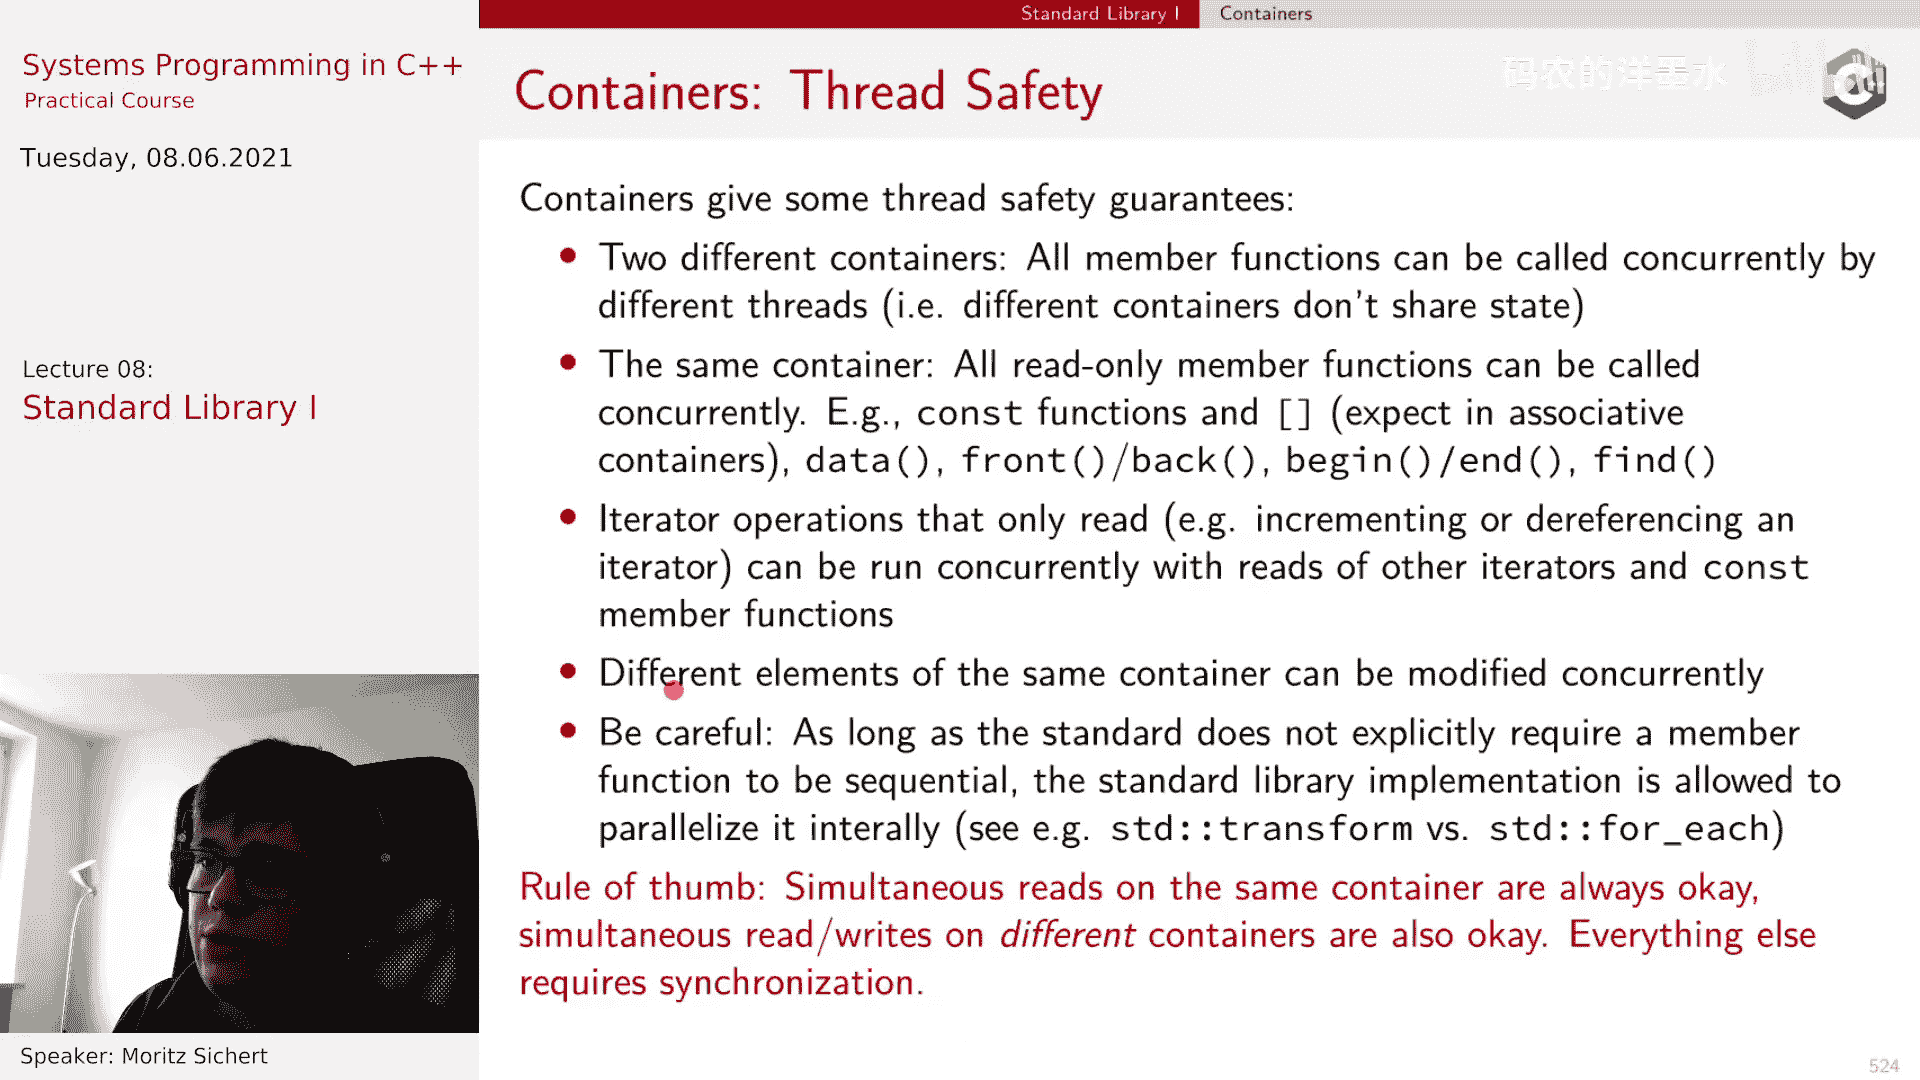 Standard Library I
Containers
Systems Programming in C++
Practical Course
Tuesday, 08.06.2021
Lecture 08:
Standard Library I
Containers: Thread Safety
码农的洋墨水
Containers give some thread safety guarantees:
• Two different containers: All member functions can be called concurrently by
different threads (i.e. different containers don't share state)
• The same container: All read-only member functions can be called
concurrently. E.g., const functions and [] (expect in associative
containers), data(), front()/back(), begin()/end(), find()
• Iterator operations that only read (e.g. incrementing or dereferencing an
iterator) can be run concurrently with reads of other iterators and const
member functions
• Different elements of the same container can be modified concurrently
• Be careful: As long as the standard does not explicitly require a member
function to be sequential, the standard library implementation is allowed to
parallelize it interally (see e.g. std::transform vs. std::for_each)
Rule of thumb: Simultaneous reads on the same container are always okay,
simultaneous read/writes on different containers are also okay. Everything else
requires synchronization.
Speaker: Moritz Sichert
524